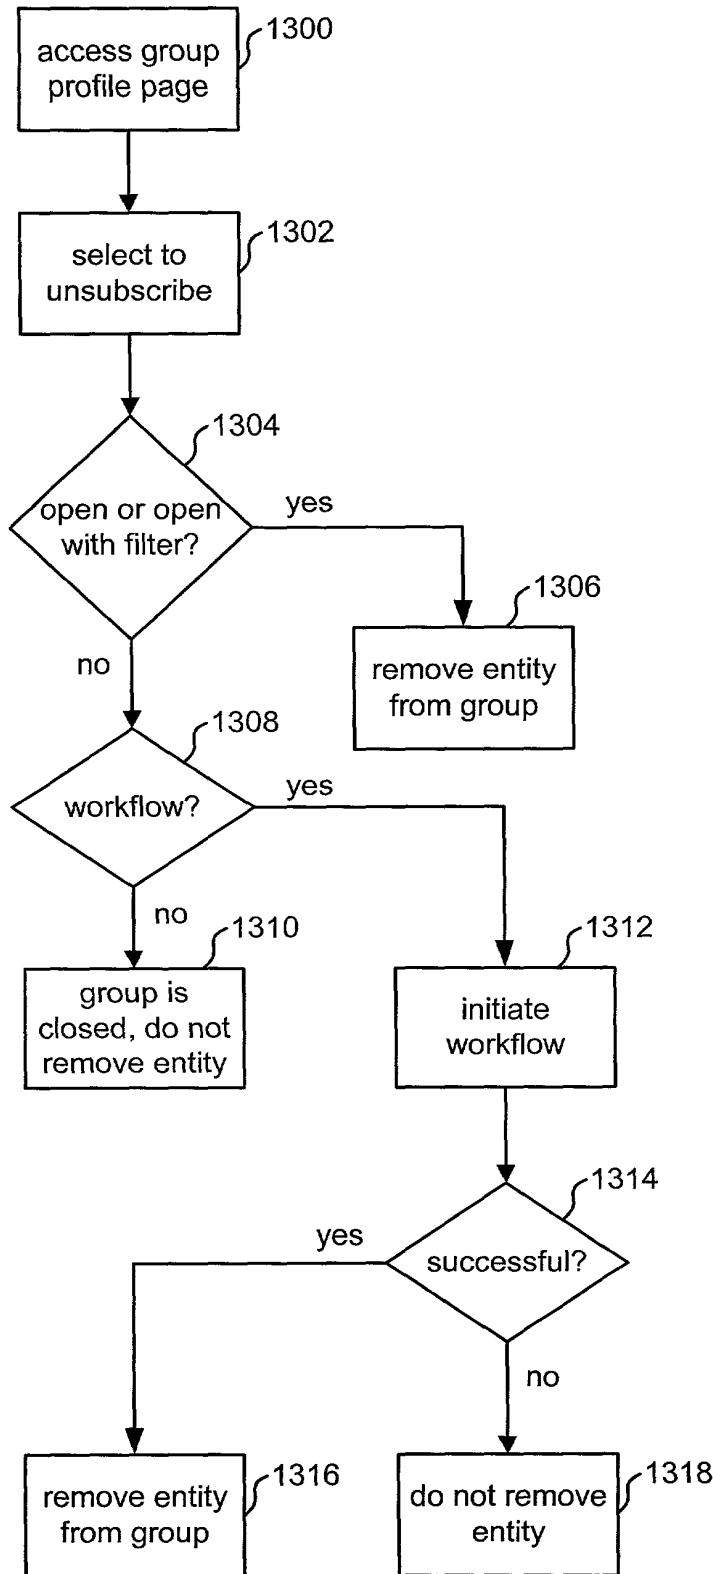 1300
access group
profile page
1302
select to
unsubscribe
1304
open or open
with filter?
yes
1306
remove entity
from group
no
1308
workflow?
yes
no
1310
group is
closed, do not
remove entity
1312
initiate
workflow
1314
successful?
yes
no
1316
remove entity
from group
1318
do not remove
entity